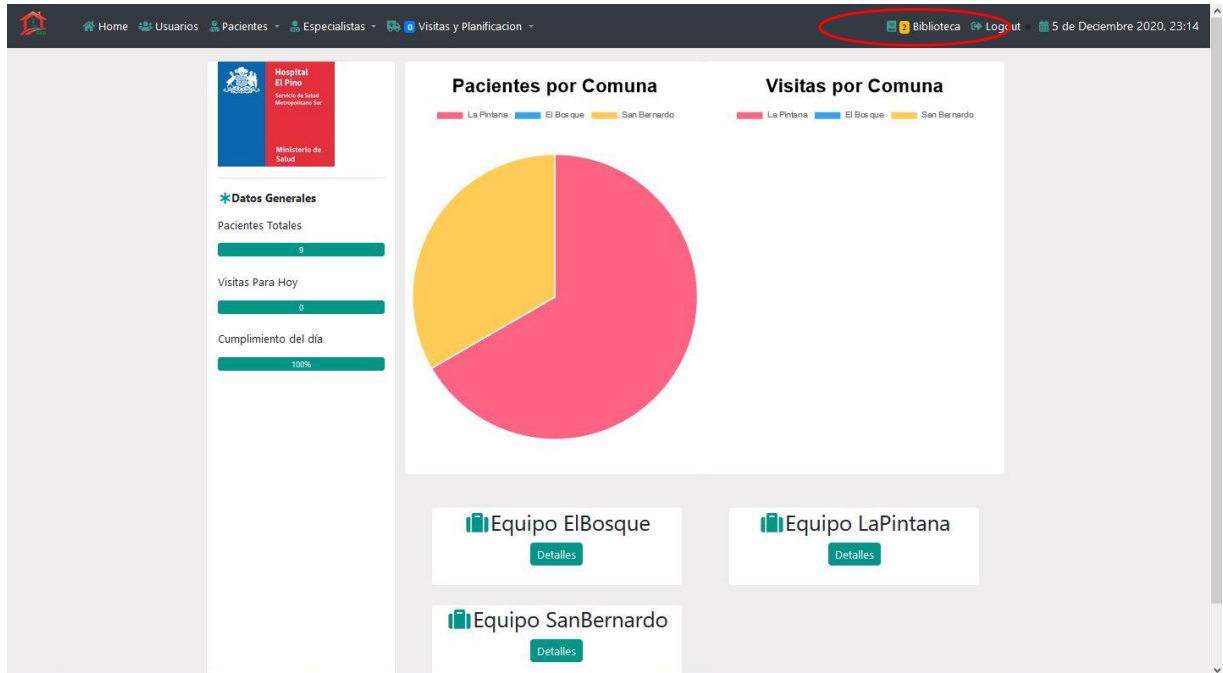 Home Usuarios Pacientes Especialistas 0 Visitas y Planificacion 2 Biblioteca Logout 5 de Deciembre 2020, 23:14
Hospital
El Pino
Servicio de Salud
Metropolitano Sur
Ministerio de
Salud
Datos Generales
Pacientes Totales
9
Visitas Para Hoy
0
Cumplimiento del día
100%
Pacientes por Comuna
La Pintana El Bosque San Bernardo
Visitas por Comuna
La Pintana El Bosque San Bernardo
Equipo ElBosque
Detalles
Equipo LaPintana
Detalles
Equipo SanBernardo
Detalles